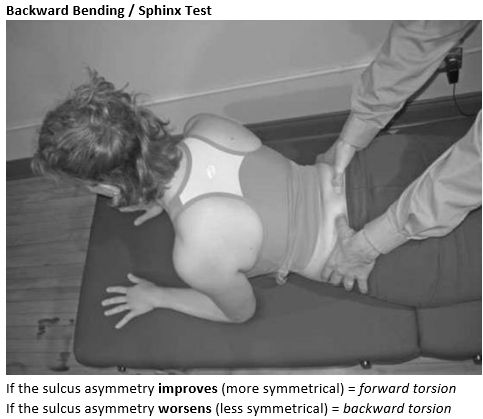 Backward Bending / Sphinx Test
If the sulcus asymmetry improves (more symmetrical) = forward torsion
If the sulcus asymmetry worsens (less symmetrical) = backward torsion